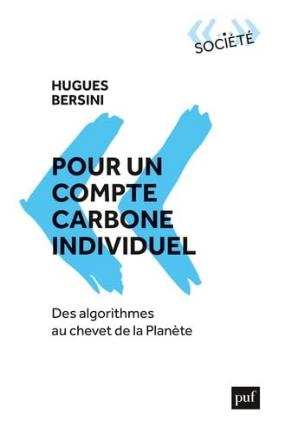 SOCIÉTÉ
HUGUES
BERSINI
POUR UN
COMPTE
CARBONE
INDIVIDUEL
Des algorithmes
au chevet de la Planète
puf